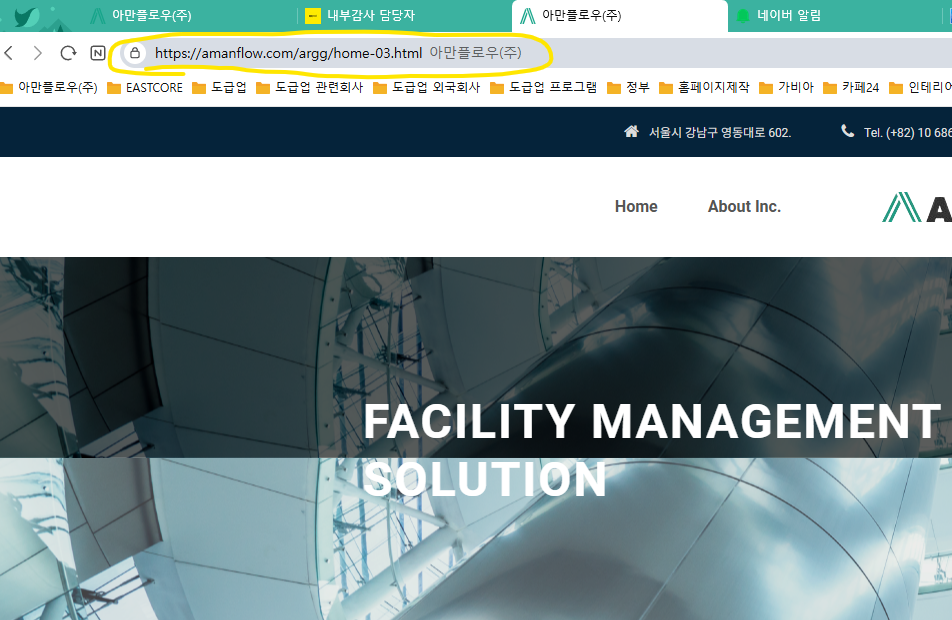 아만플로우(주) 내부감사 담당자 아만플로우(주) 네이버 알림
N https://amanflow.com/argg/home-03.html 아만플로우(주)
아만플로우(주) EASTCORE 도급업 도급업 관련회사 도급업 외국회사 도급업 프로그램 정부 홈페이지제작 가비아 카페24 인테리어
서울시 강남구 영동대로 602. Tel. (+82) 10 686
Home About Inc. A
FACILITY MANAGEMENT
SOLUTION